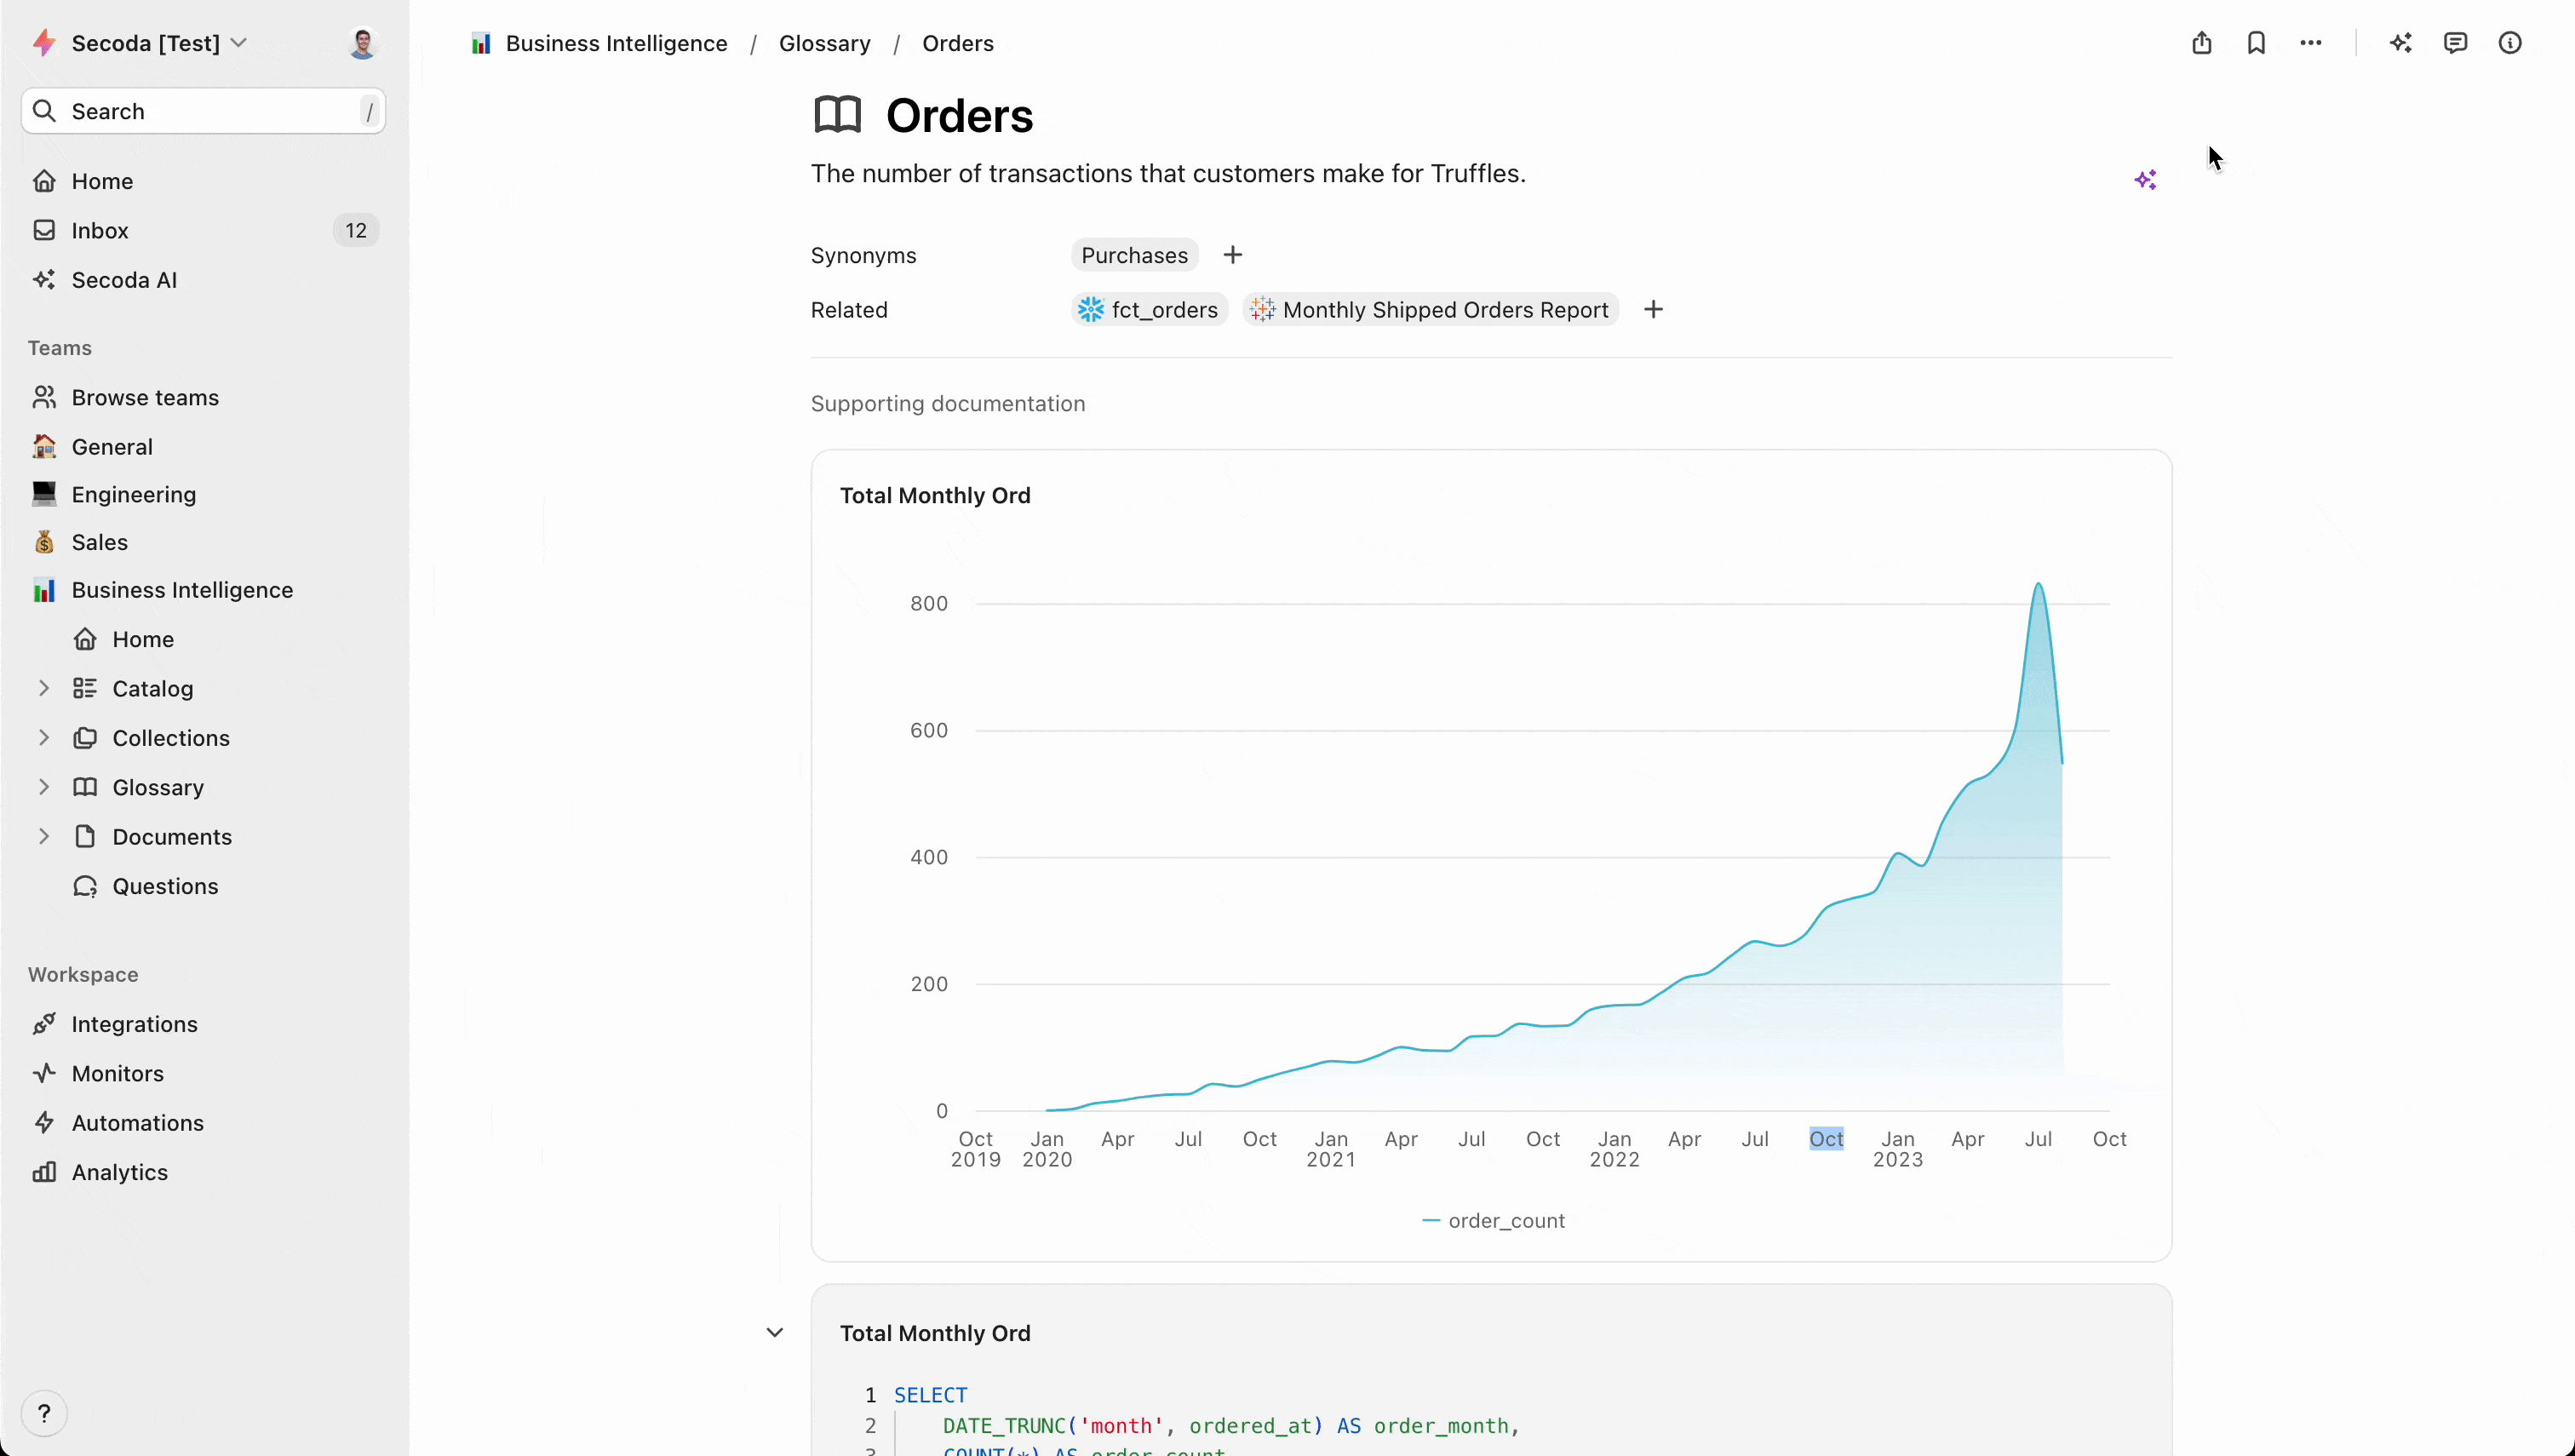 Secoda [Test]
Search /
Home
Inbox 12
Secoda AI
Teams
Browse teams
General
Engineering
Sales
Business Intelligence
Home
Catalog
Collections
Glossary
Documents
Questions
Workspace
Integrations
Monitors
Automations
Analytics
?
Business Intelligence / Glossary / Orders
Orders
The number of transactions that customers make for Truffles.
Synonyms Purchases +
Related fct_orders Monthly Shipped Orders Report +
Supporting documentation
Total Monthly Ord
800
600
400
200
0
Oct Jan Apr Jul Oct Jan Apr Jul Oct Jan Apr Jul Oct Jan Apr Jul Oct
2019 2020 2021 2022 2023
order_count
Total Monthly Ord
1 SELECT
2 DATE_TRUNC('month', ordered_at) AS order_month,
3 COUNT(*) AS order_count